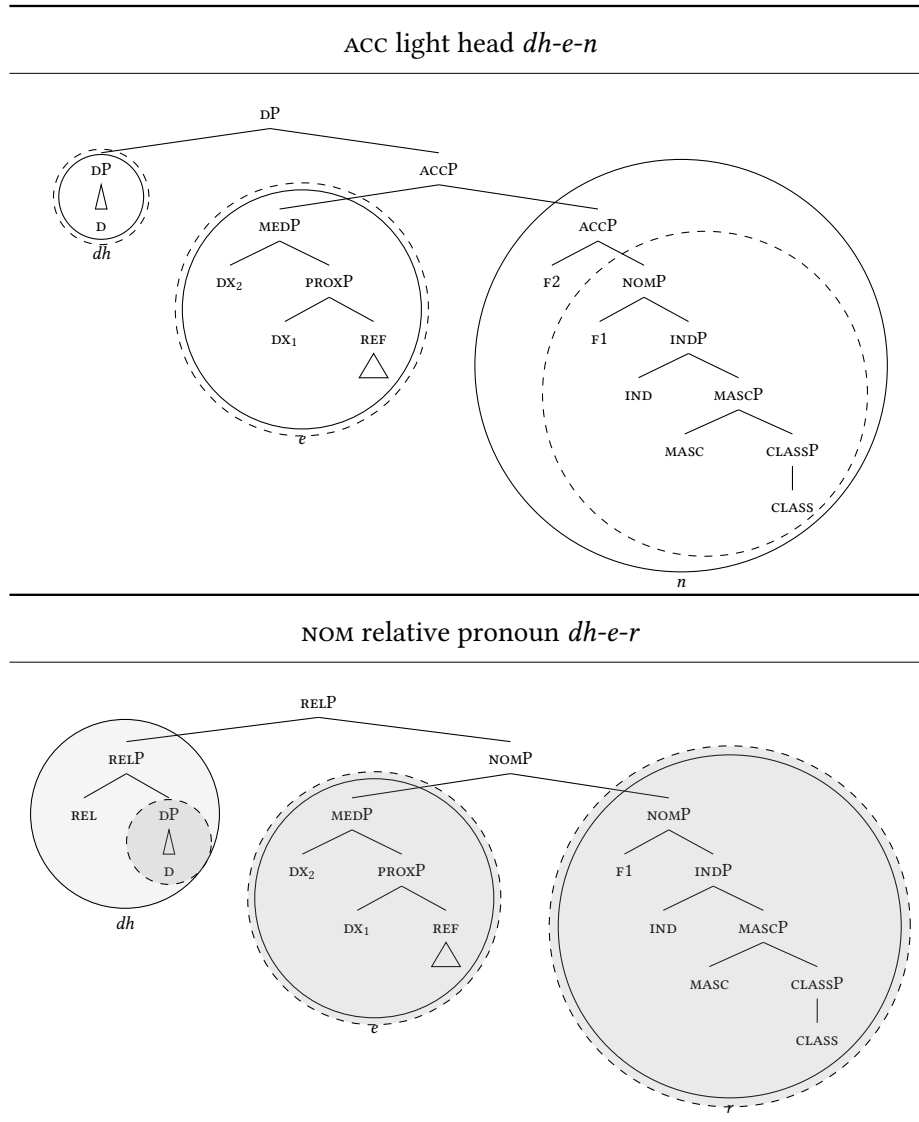 ACC light head dh-e-n
DP
DP ACCP
D MEDP ACCP
dh DX₂ PROXP F2 NOMP
DX₁ REF F1 INDP
IND MASCP
e MASC CLASSP
CLASS
n
NOM relative pronoun dh-e-r
RELP
RELP NOMP
REL DP MEDP NOMP
D DX₂ PROXP F1 INDP
dh DX₁ REF IND MASCP
MASC CLASSP
e CLASS
r